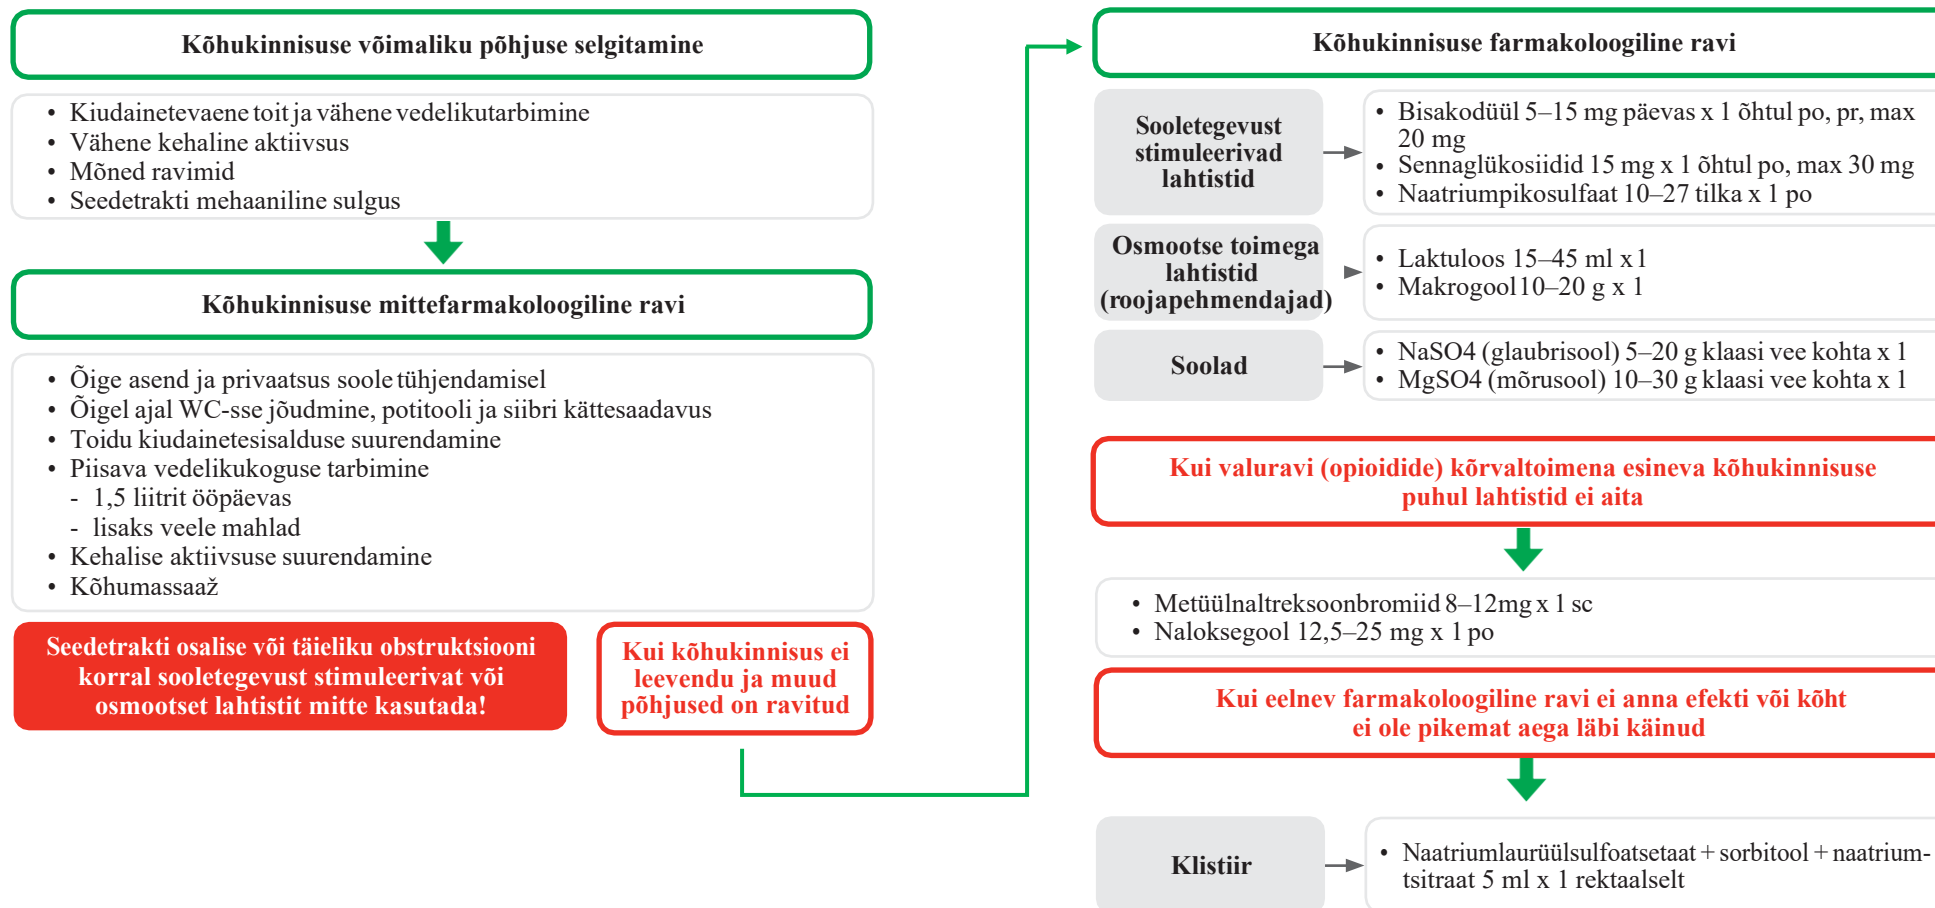 Kõhukinnisuse võimaliku põhjuse selgitamine
• Kiudainetevaene toit ja vähene vedelikutarbimine
• Vähene kehaline aktiivsus
• Mõned ravimid
• Seedetrakti mehaaniline sulgus
Kõhukinnisuse mittefarmakoloogiline ravi
• Õige asend ja privaatsus soole tühjendamisel
• Õigel ajal WC-sse jõudmine, potitooli ja siibri kättesaadavus
• Toidu kiudainetesisalduse suurendamine
• Piisava vedelikukoguse tarbimine
- 1,5 liitrit ööpäevas
- lisaks veele mahlad
• Kehalise aktiivsuse suurendamine
• Kõhumassaaž
Seedetrakti osalise või täieliku obstruktsiooni
korral sooletegevust stimuleerivat või
osmootset lahtistit mitte kasutada!
Kui kõhukinnisus ei
leevendu ja muud
põhjused on ravitud
Kõhukinnisuse farmakoloogiline ravi
Sooletegevust
stimuleerivad
lahtistid
• Bisakodüül 5–15 mg päevas x 1 õhtul po, pr, max
20 mg
• Sennaglükosiidid 15 mg x 1 õhtul po, max 30 mg
• Naatriumpikosulfaat 10–27 tilka x 1 po
Osmootse toimega
lahtistid
(roojapehmendajad)
• Laktuloos 15–45 ml x 1
• Makrogool 10–20 g x 1
Soolad
• NaSO4 (glaubrisool) 5–20 g klaasi vee kohta x 1
• MgSO4 (mõrusool) 10–30 g klaasi vee kohta x 1
Kui valuravi (opioidide) kõrvaltoimena esineva kõhukinnisuse
puhul lahtistid ei aita
• Metüülnaltreksoonbromiid 8–12mg x 1 sc
• Naloksegool 12,5–25 mg x 1 po
Kui eelnev farmakoloogiline ravi ei anna efekti või kõht
ei ole pikemat aega läbi käinud
Klistiir
• Naatriumlaurüülsulfoatsetaat + sorbitool + naatrium-
tsitraat 5 ml x 1 rektaalselt